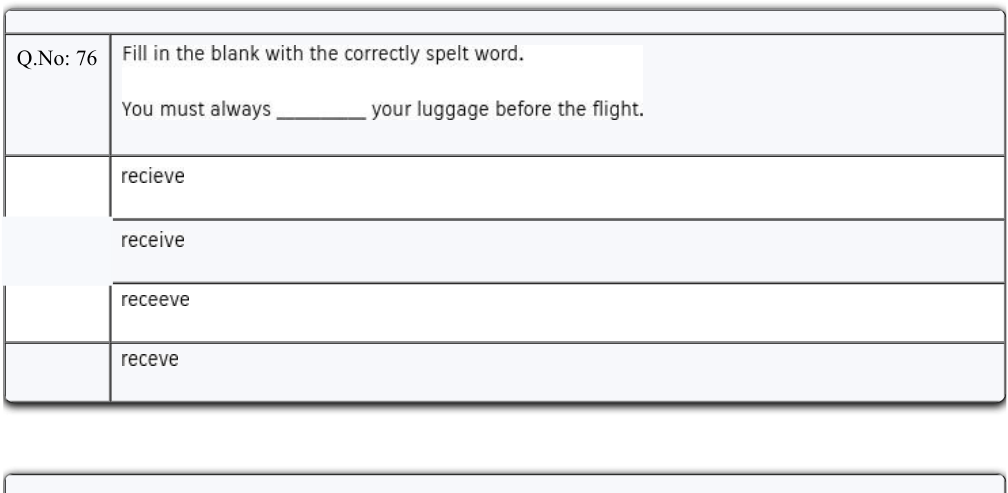 Q.No: 76
Fill in the blank with the correctly spelt word.
You must always _________ your luggage before the flight.
recieve
receive
receeve
receve